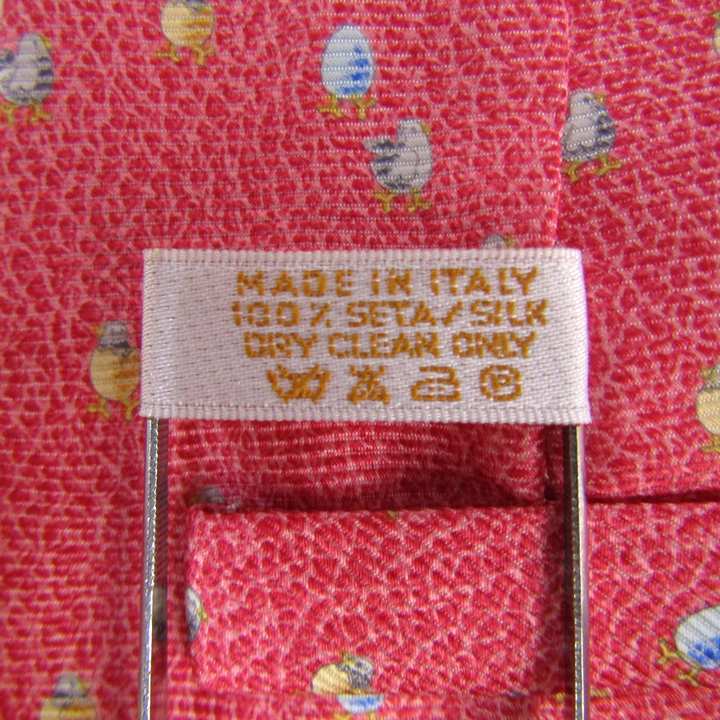 MADE IN ITALY
100% SETA/SILK
DRY CLEAN ONLY
P